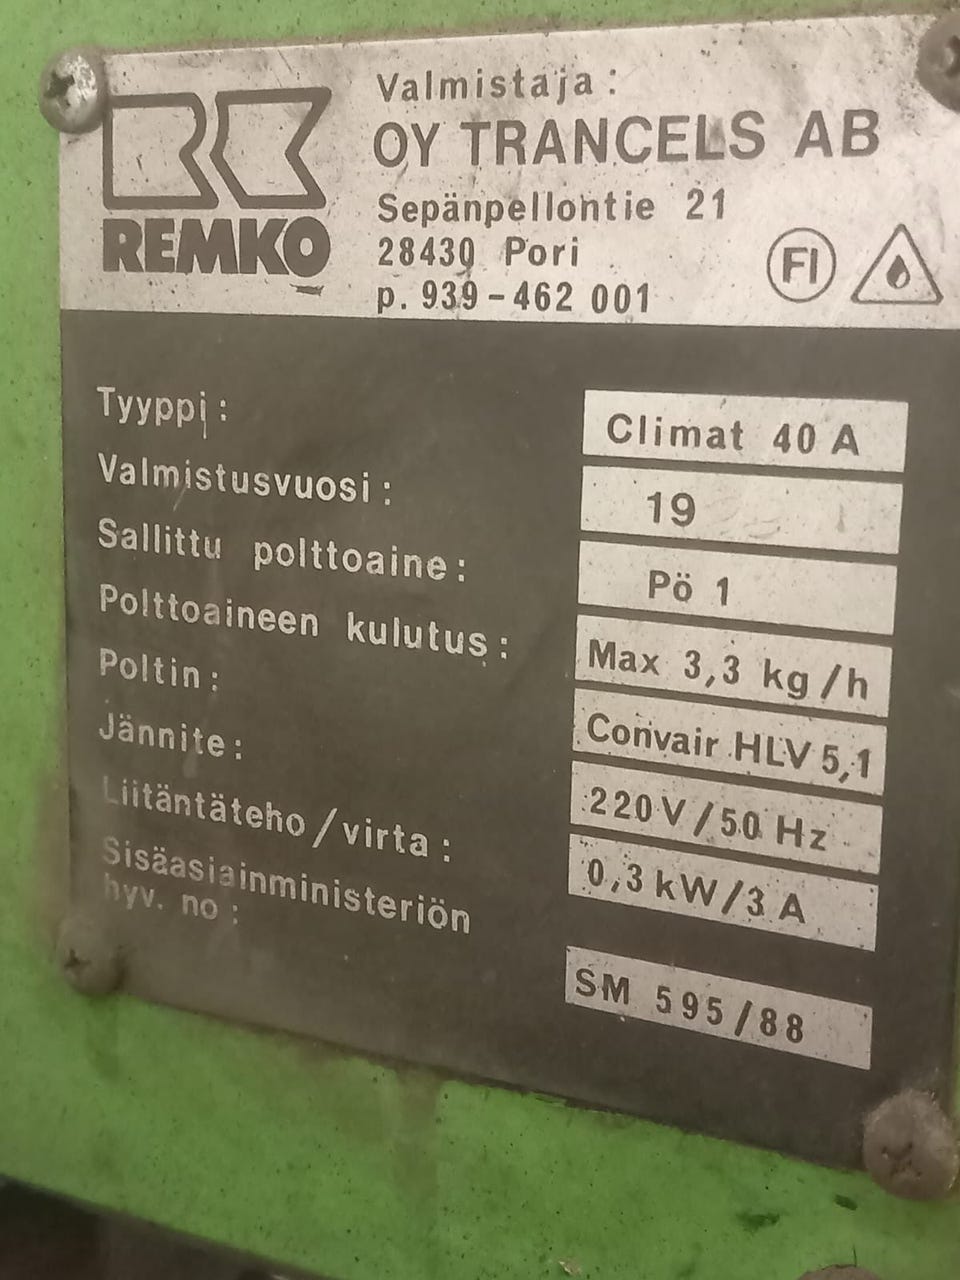 REMKO
Valmistaja:
OY TRANCELS AB
Sepänpellontie 21
28430 Pori
p. 939-462 001
FI
Tyyppi: Climat 40 A
Valmistusvuosi: 19
Sallittu polttoaine: Pö 1
Polttoaineen kulutus: Max 3,3 kg/h
Poltin: Convair HLV 5,1
Jännite: 220 V/50 Hz
Liitäntäteho/virta: 0,3 kW/3 A
Sisäasiainministeriön
hyv. no: SM 595/88